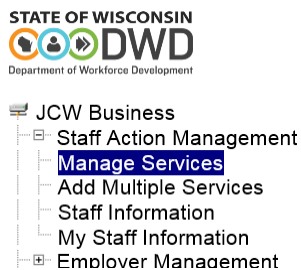 STATE OF WISCONSIN
DWD
Department of Workforce Development
JCW Business
Staff Action Management
Manage Services
Add Multiple Services
Staff Information
My Staff Information
Employer Management